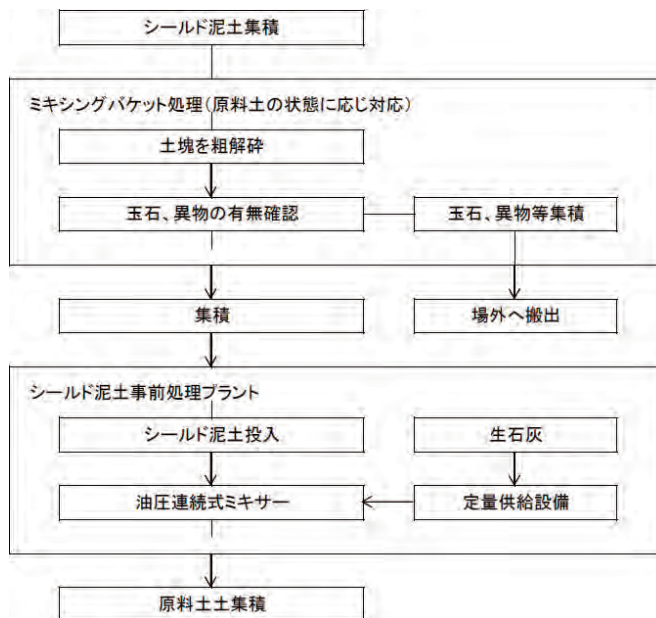 シールド泥土集積
ミキシングバケット処理(原料土の状態に応じ対応)
土塊を粗解砕
玉石、異物の有無確認
玉石、異物等集積
集積
場外へ搬出
シールド泥土事前処理プラント
シールド泥土投入
生石灰
油圧連続式ミキサー
定量供給設備
原料土土集積